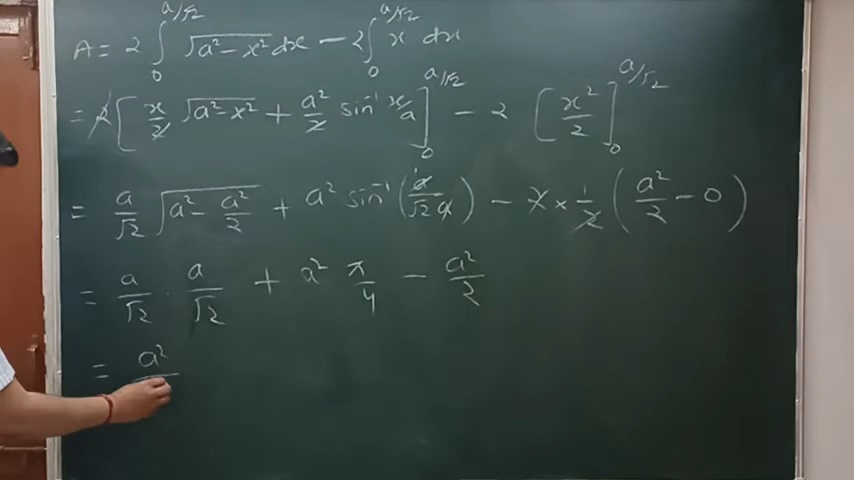 A = 2 ∫₀^{a/√2} √(a² − x²) dx − 2 ∫₀^{a/√2} x dx
= 2 [ x/2 √(a² − x²) + a²/2 sin⁻¹ x/a ]₀^{a/√2} − 2 [ x²/2 ]₀^{a/√2}
= a/√2 √(a² − a²/2) + a² sin⁻¹ (a/√2 a) − 2 × 1/2 (a²/2 − 0)
= a/√2 · a/√2 + a² π/4 − a²/2
= a²